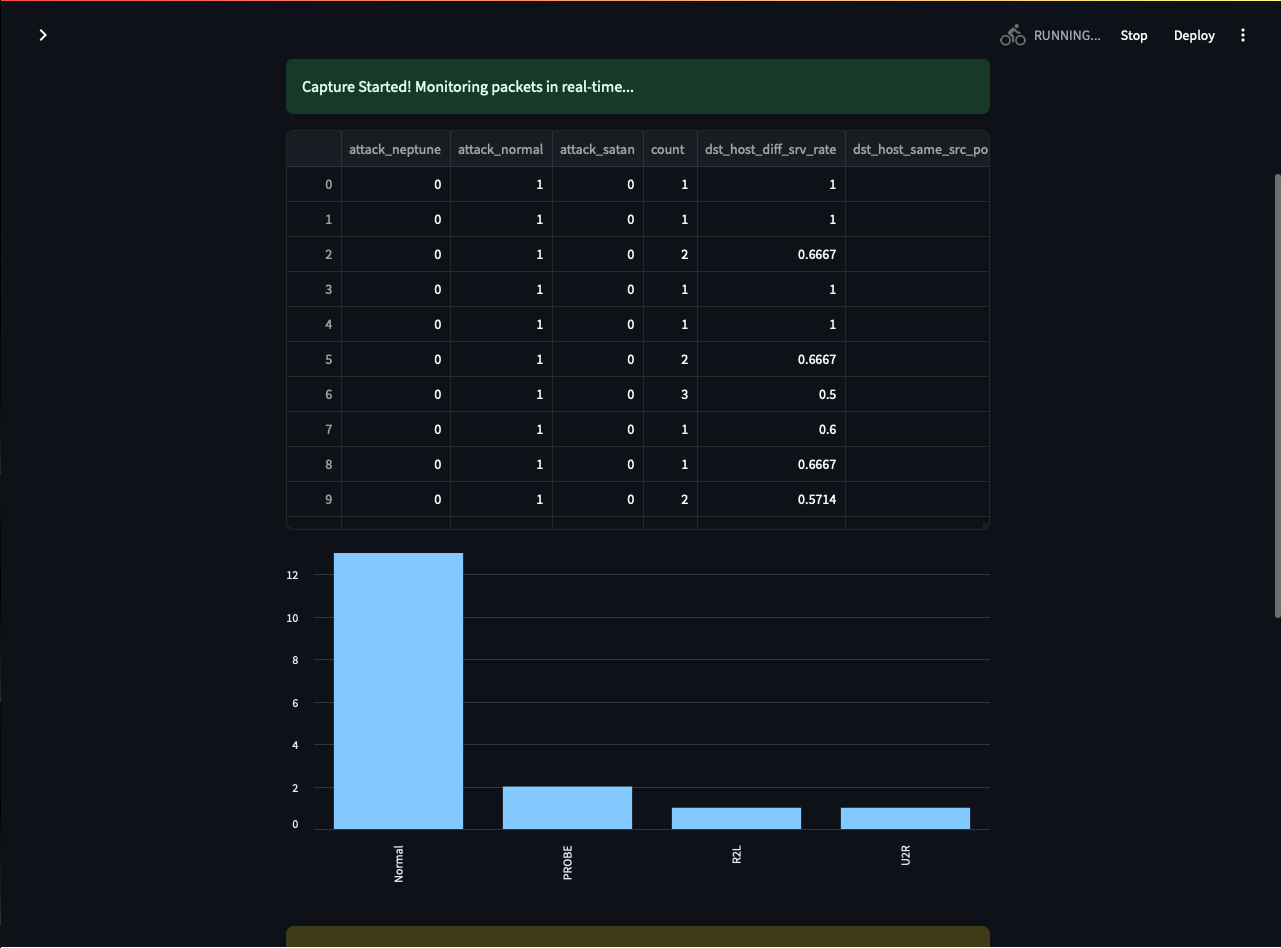 RUNNING... Stop Deploy
Capture Started! Monitoring packets in real-time...
attack_neptune attack_normal attack_satan count dst_host_diff_srv_rate dst_host_same_src_po
0 0 1 0 1 1
1 0 1 0 1 1
2 0 1 0 2 0.6667
3 0 1 0 1 1
4 0 1 0 1 1
5 0 1 0 2 0.6667
6 0 1 0 3 0.5
7 0 1 0 1 0.6
8 0 1 0 1 0.6667
9 0 1 0 2 0.5714
12
10
8
6
4
2
0
Normal PROBE R2L U2R